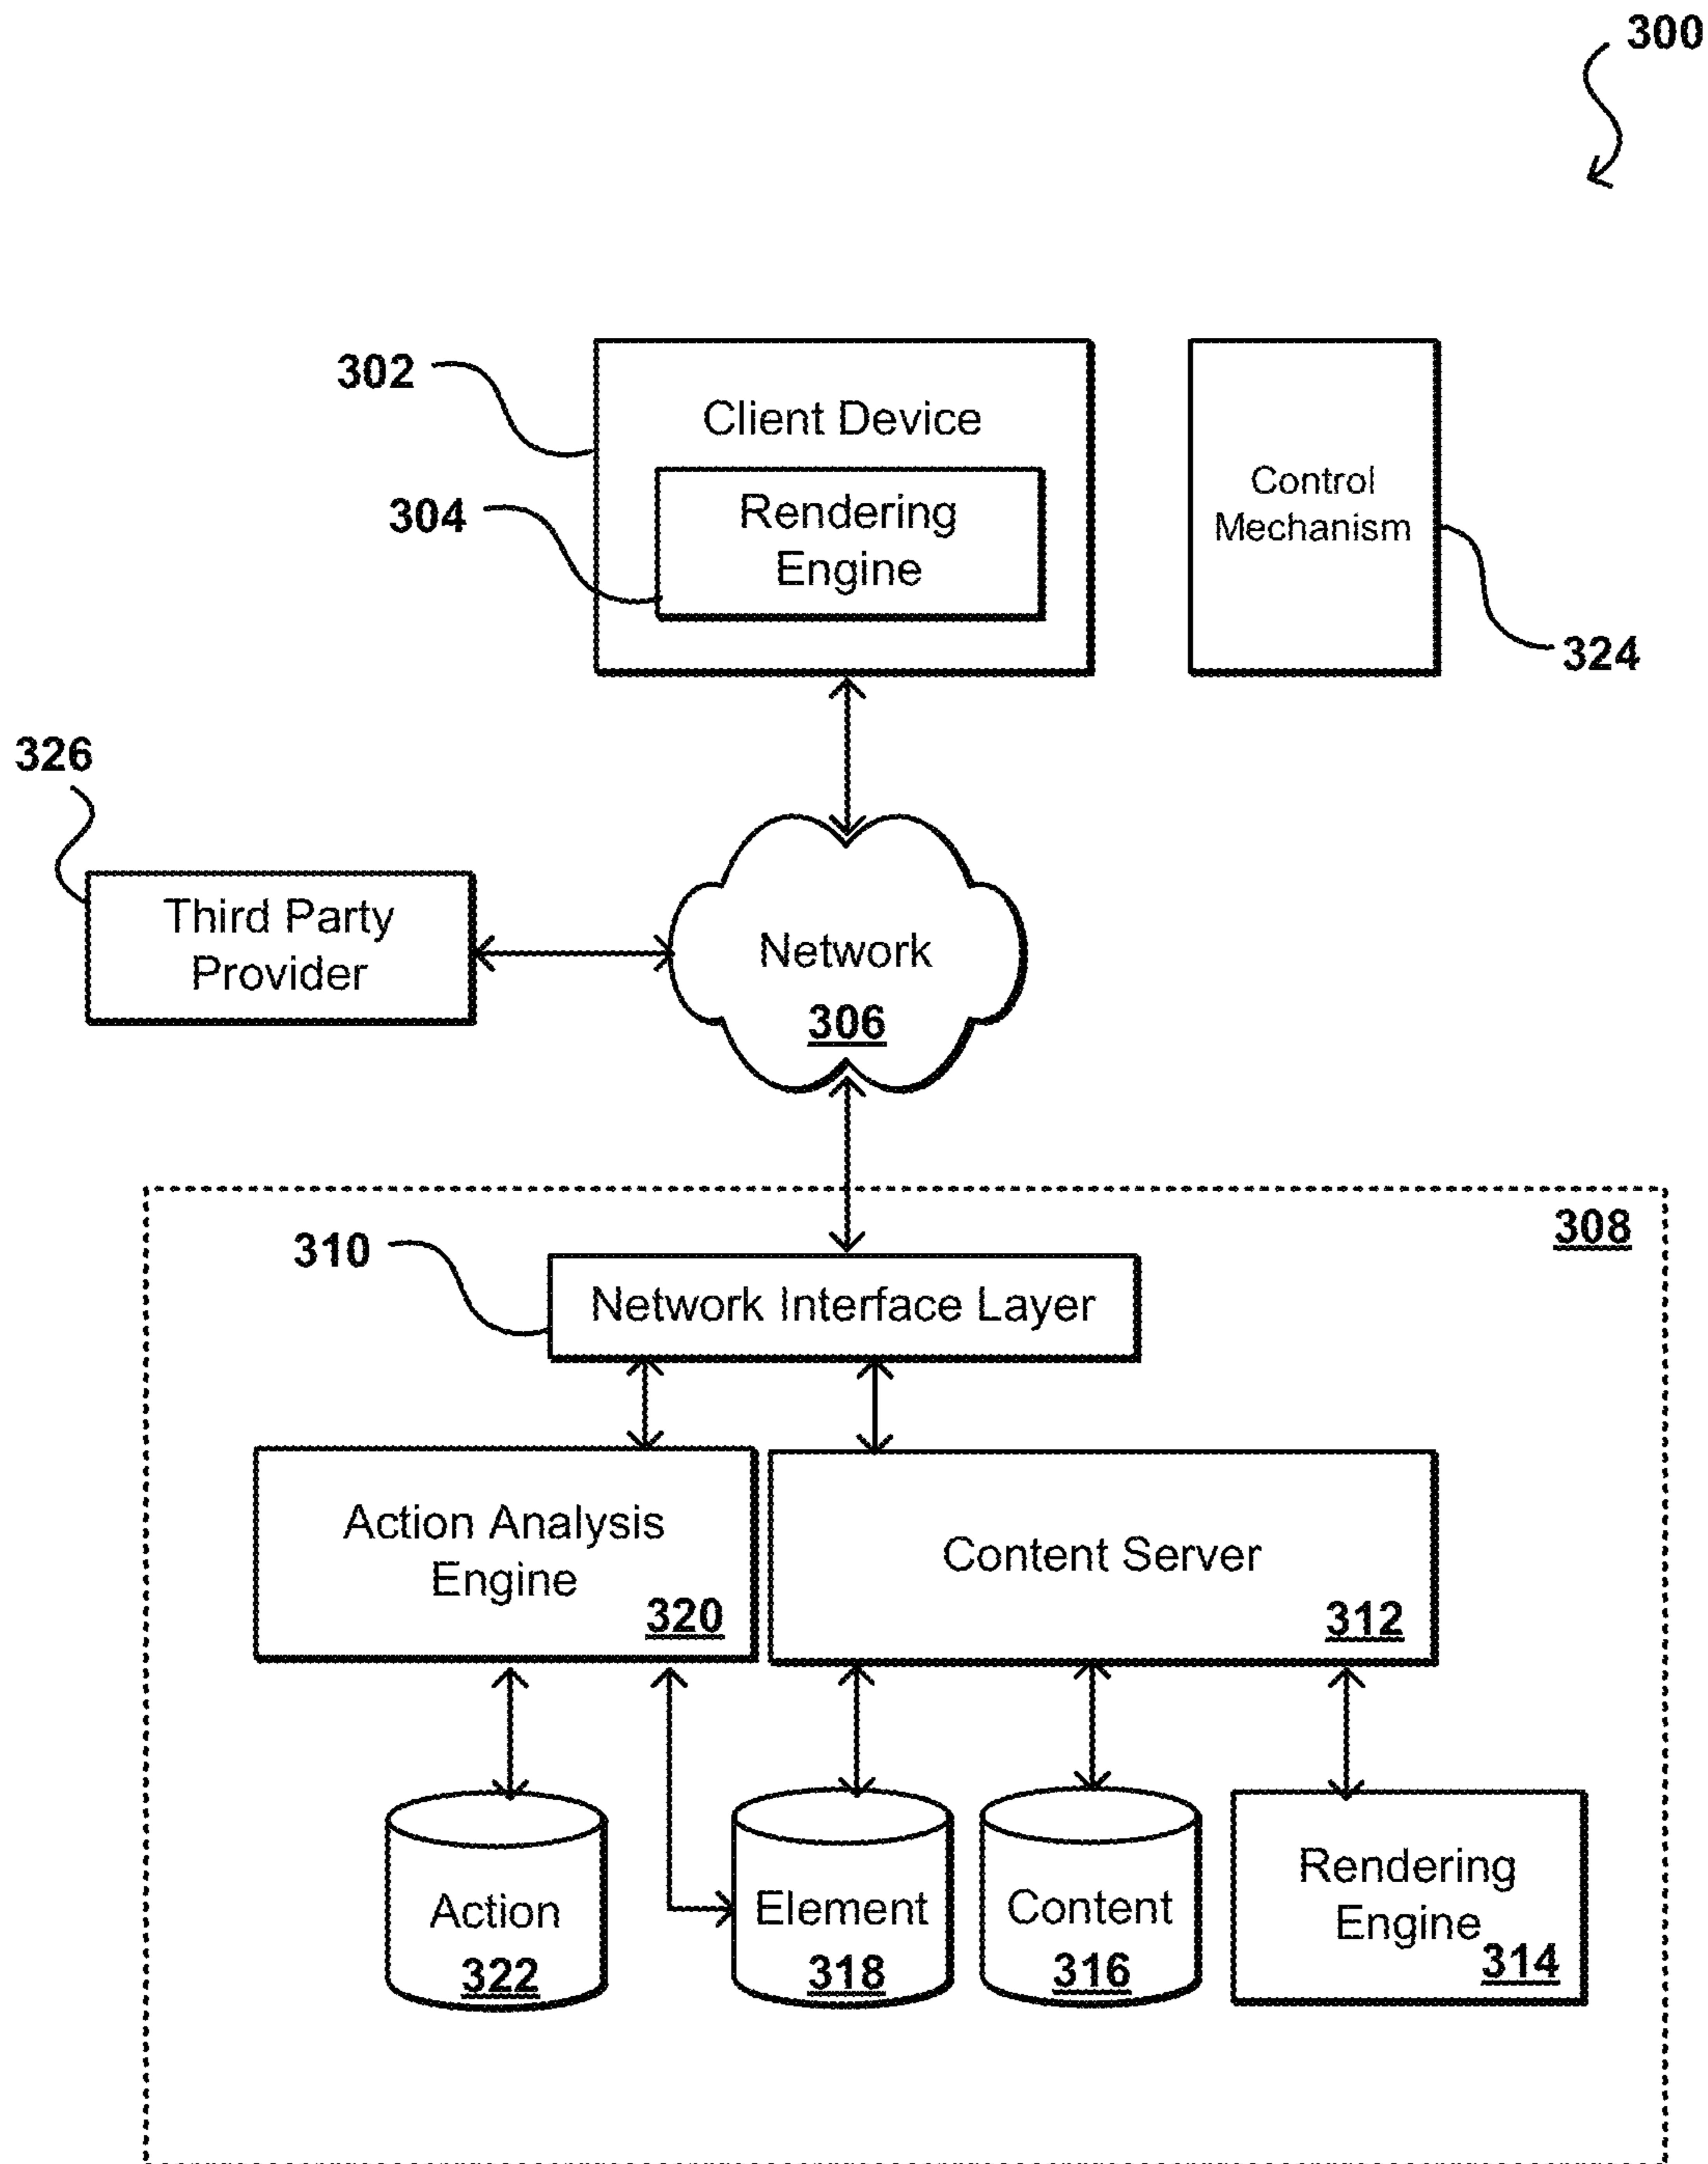 300
302
Client Device
304
Rendering
Engine
Control
Mechanism
324
326
Third Party
Provider
Network
306
308
310
Network Interface Layer
Action Analysis
Engine
320
Content Server
312
Action
322
Element
318
Content
316
Rendering
Engine
314